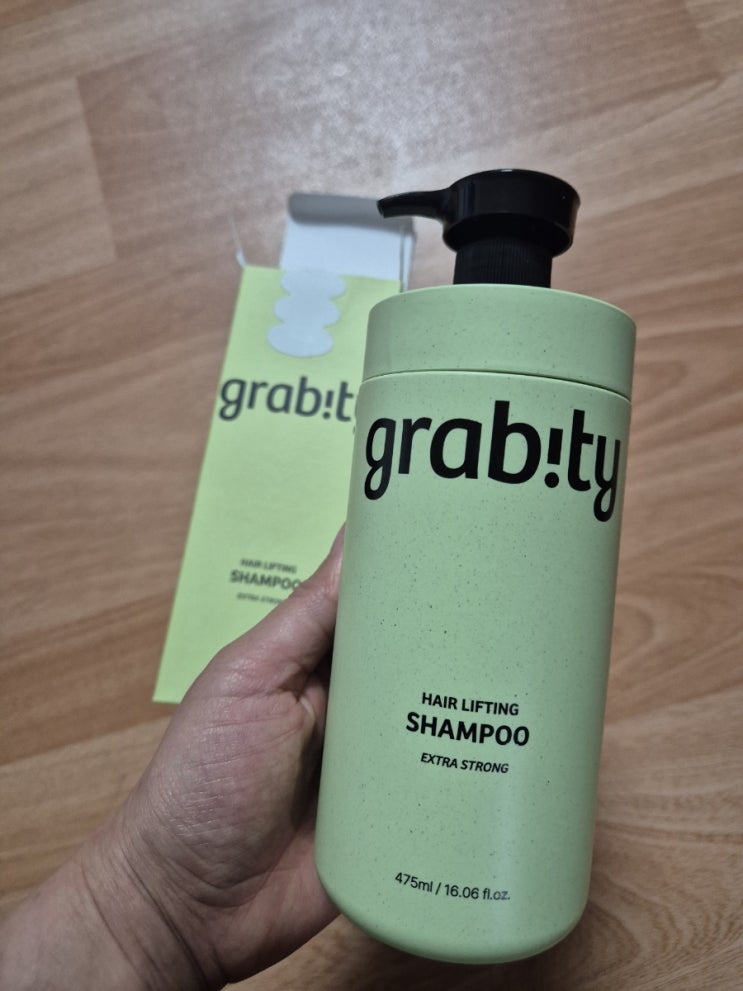 grab!ty
HAIR LIFTING
SHAMPOO
EXTRA STRONG
grab!ty
HAIR LIFTING
SHAMPOO
EXTRA STRONG
475ml / 16.06 fl.oz.